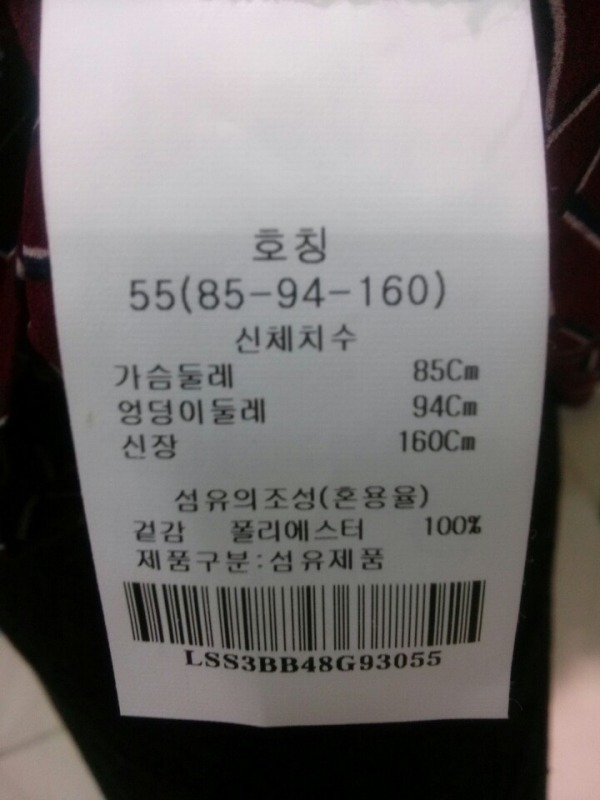 호칭
55(85-94-160)
신체치수
가슴둘레 85Cm
엉덩이둘레 94Cm
신장 160Cm
섬유의조성(혼용율)
겉감 폴리에스터 100%
제품구분:섬유제품
LSS3BB48G93055